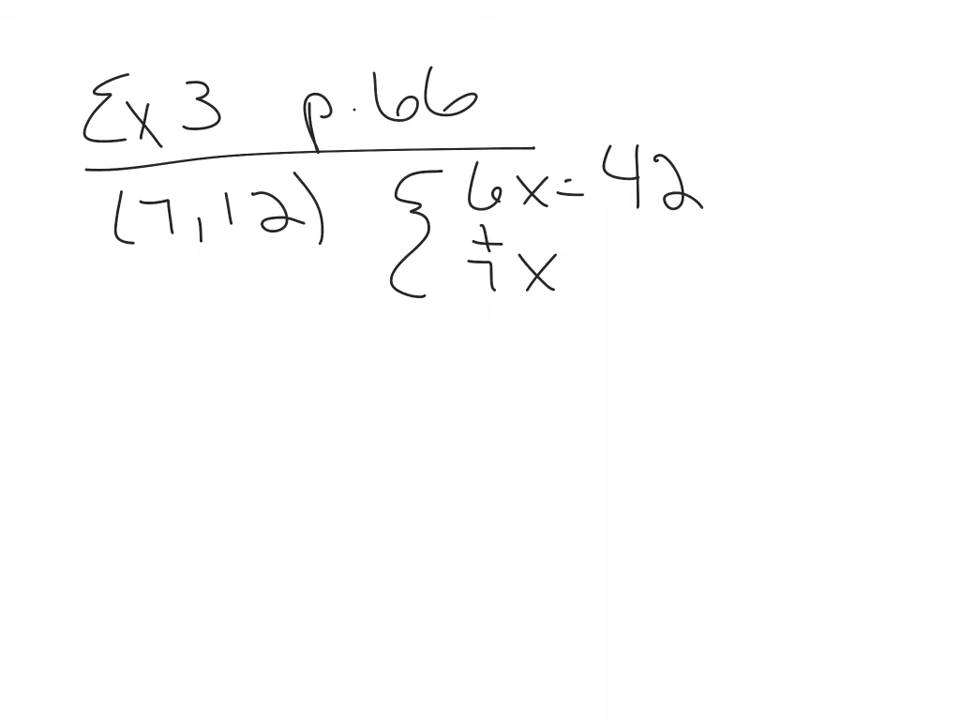 Ex 3 p. 66
(7, 12) { 6x = 42
+
7x